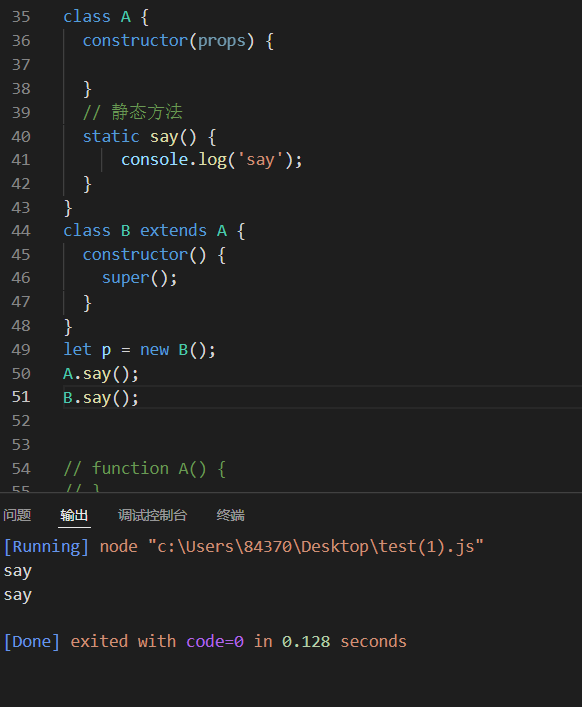 35 class A {
36 constructor(props) {
37
38 }
39 // 静态方法
40 static say() {
41 console.log('say');
42 }
43 }
44 class B extends A {
45 constructor() {
46 super();
47 }
48 }
49 let p = new B();
50 A.say();
51 B.say();
52
53
54 // function A() {
55 // }
问题 输出 调试控制台 终端
[Running] node "c:\Users\84370\Desktop\test(1).js"
say
say
[Done] exited with code=0 in 0.128 seconds